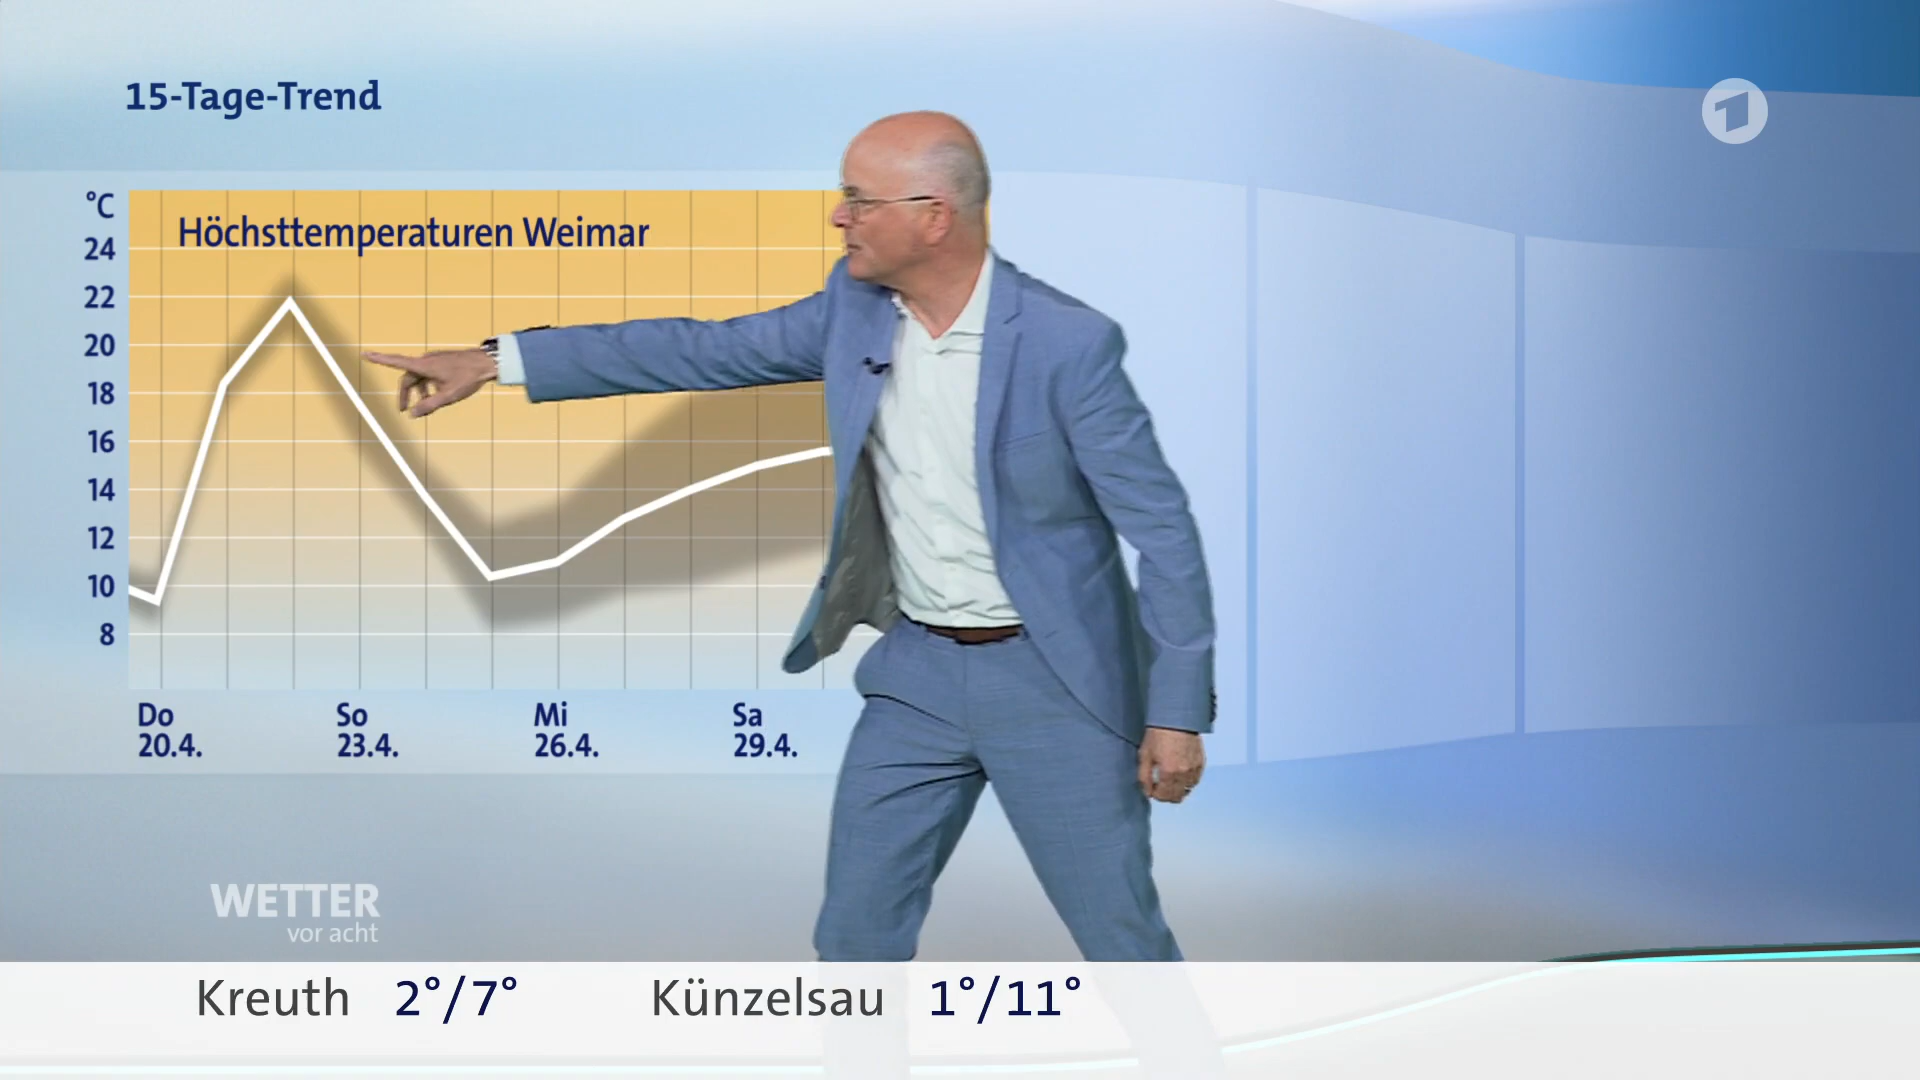 15-Tage-Trend
°C
Höchsttemperaturen Weimar
24
22
20
18
16
14
12
10
8
Do So Mi Sa
20.4. 23.4. 26.4. 29.4.
WETTER
vor acht
Kreuth 2°/7° Künzelsau 1°/11°
1